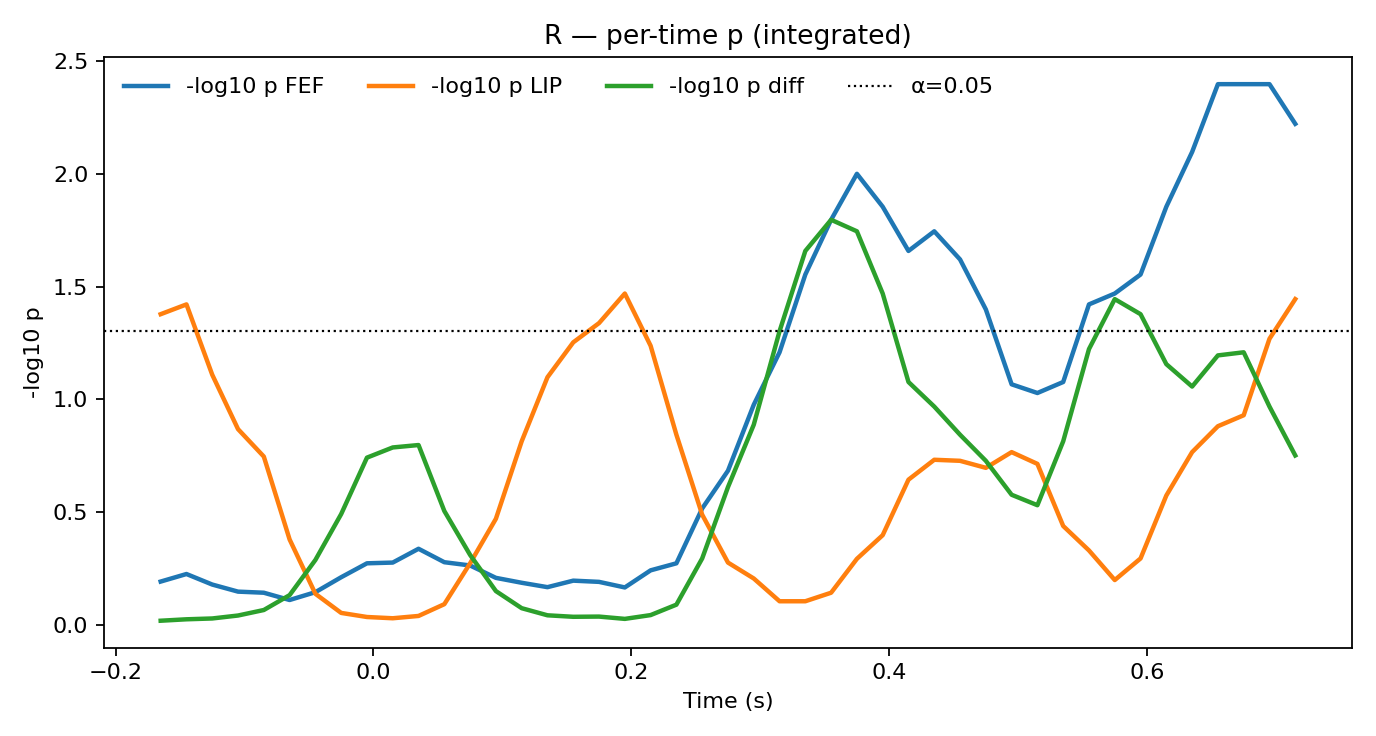 R — per-time p (integrated)
-log10 p FEF
-log10 p LIP
-log10 p diff
α=0.05
-log10 p
2.5
2.0
1.5
1.0
0.5
0.0
−0.2
0.0
0.2
0.4
0.6
Time (s)